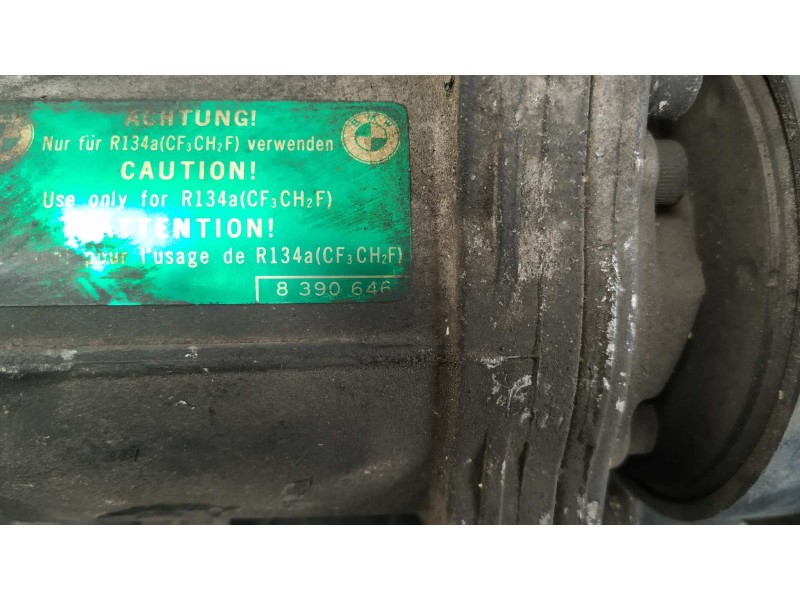 ACHTUNG!
Nur für R134a(CF₃CH₂F) verwenden
CAUTION!
Use only for R134a(CF₃CH₂F)
ATTENTION!
pour l'usage de R134a(CF₃CH₂F)
8 390 646